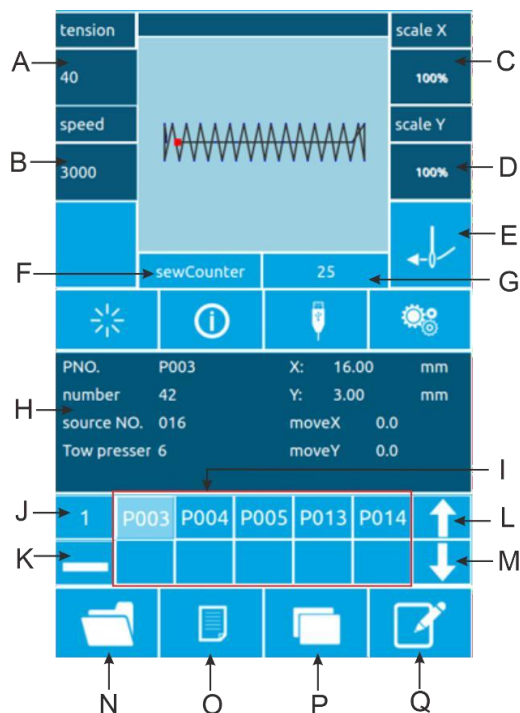 tension
scale X
A
40
100%
C
speed
scale Y
B
3000
100%
D
E
F
sewCounter
25
G
PNO. P003 X: 16.00 mm
number 42 Y: 3.00 mm
H
source NO. 016 moveX 0.0
Tow presser 6 moveY 0.0
I
J
1 P003 P004 P005 P013 P014
L
K
M
N
O
P
Q